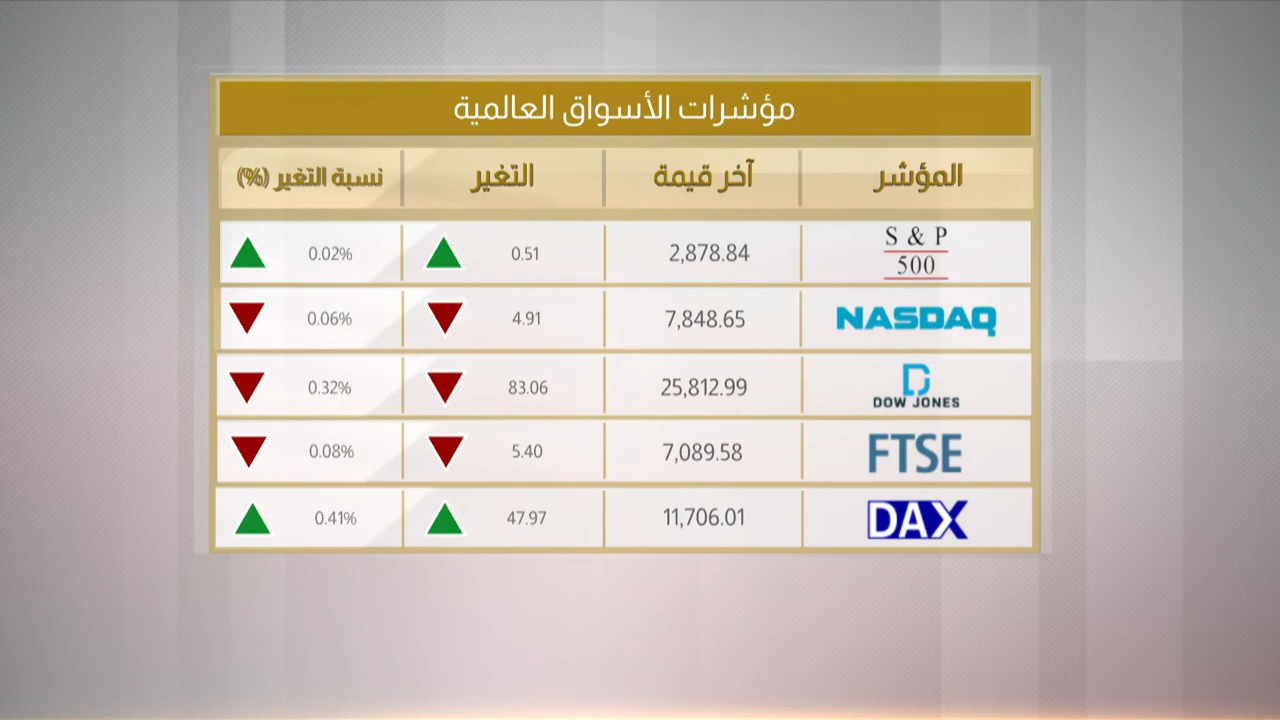 مؤشرات الأسواق العالمية
المؤشر آخر قيمة التغير نسبة التغير (%)
S & P
500
2,878.84 0.51 0.02%
NASDAQ 7,848.65 4.91 0.06%
DOW JONES 25,812.99 83.06 0.32%
FTSE 7,089.58 5.40 0.08%
DAX 11,706.01 47.97 0.41%